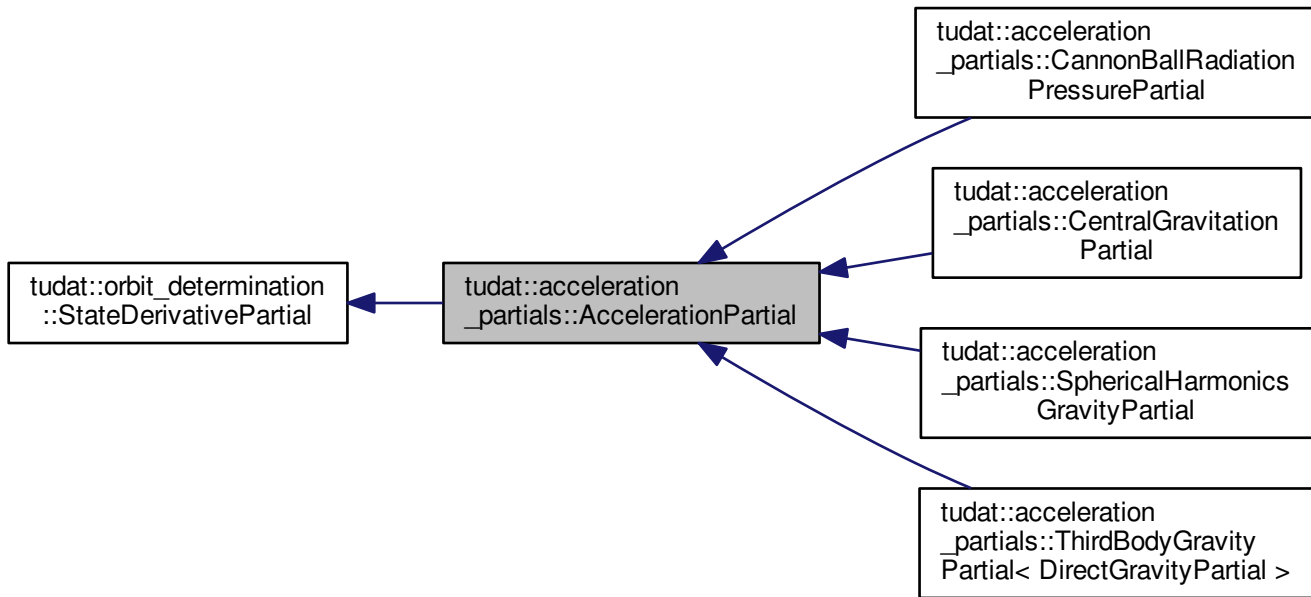 tudat::acceleration
_partials::CannonBallRadiation
PressurePartial
tudat::acceleration
_partials::CentralGravitation
Partial
tudat::orbit_determination
::StateDerivativePartial
tudat::acceleration
_partials::AccelerationPartial
tudat::acceleration
_partials::SphericalHarmonics
GravityPartial
tudat::acceleration
_partials::ThirdBodyGravity
Partial< DirectGravityPartial >